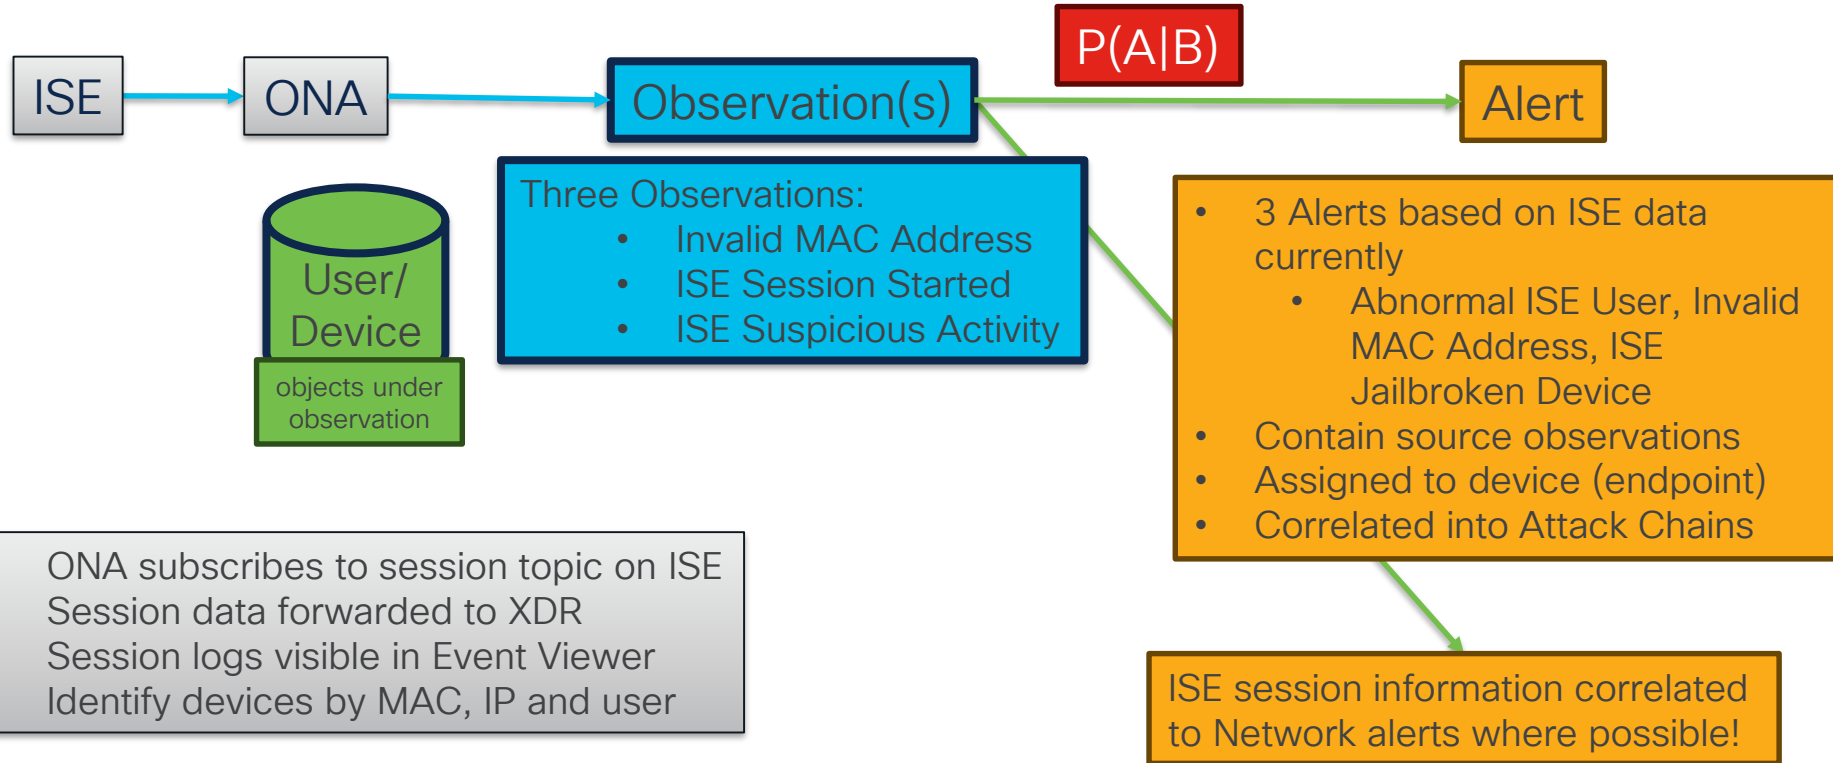 P(A|B)
ISE
ONA
Observation(s)
Alert
Three Observations:
• Invalid MAC Address
• ISE Session Started
• ISE Suspicious Activity
User/
Device
objects under
observation
• 3 Alerts based on ISE data
currently
• Abnormal ISE User, Invalid
MAC Address, ISE
Jailbroken Device
• Contain source observations
• Assigned to device (endpoint)
• Correlated into Attack Chains
ONA subscribes to session topic on ISE
Session data forwarded to XDR
Session logs visible in Event Viewer
Identify devices by MAC, IP and user
ISE session information correlated
to Network alerts where possible!